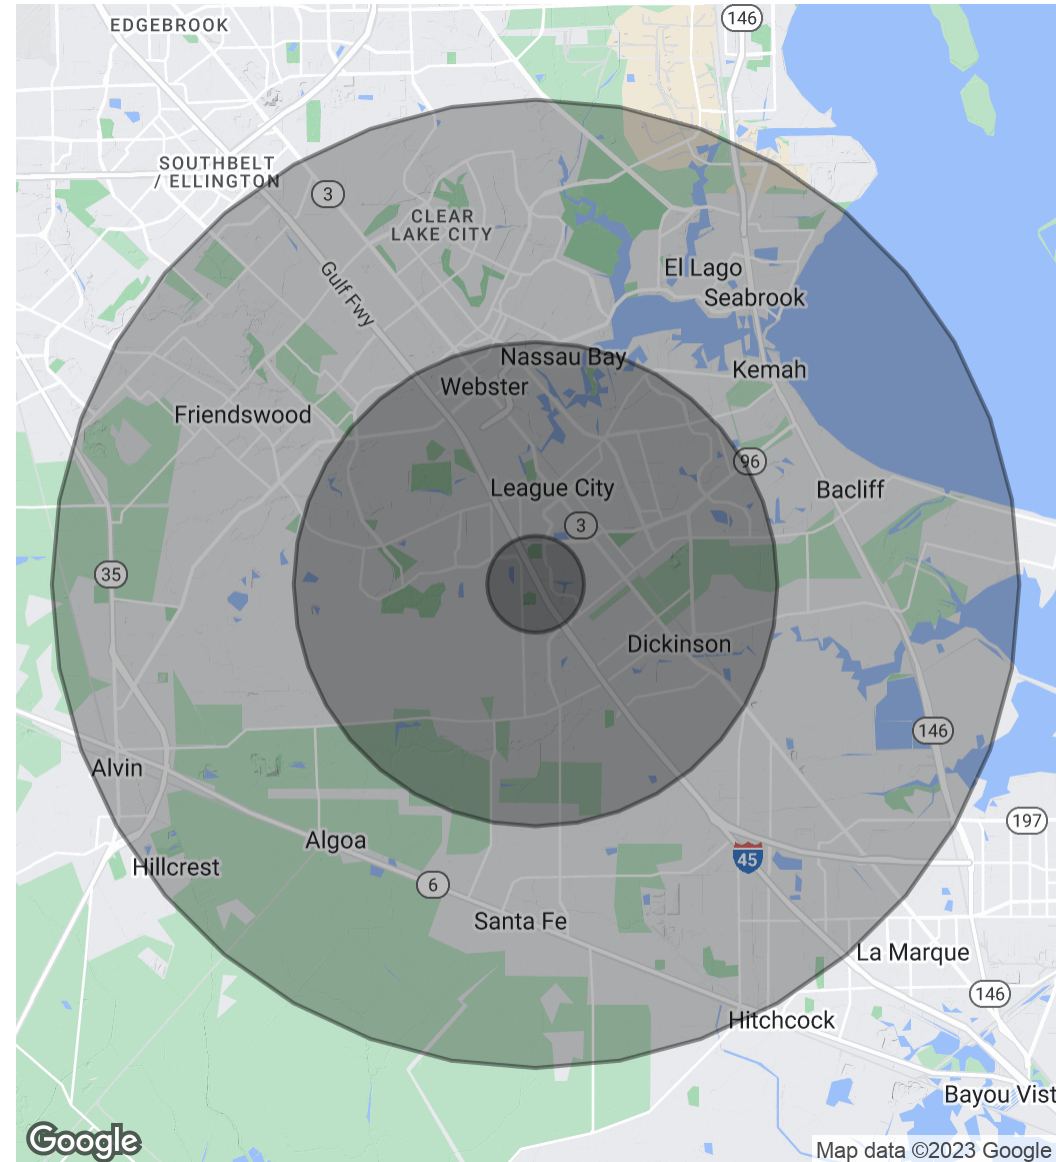 EDGEBROOK
146
SOUTHBELT
/ ELLINGTON
3
CLEAR
LAKE CITY
Gulf Fwy
El Lago
Seabrook
Nassau Bay
Kemah
Webster
Friendswood
96
League City
Bacliff
3
35
Dickinson
146
Alvin
197
Algoa
45
Hillcrest
6
Santa Fe
La Marque
146
Hitchcock
Bayou Vist
Google
Map data ©2023 Google